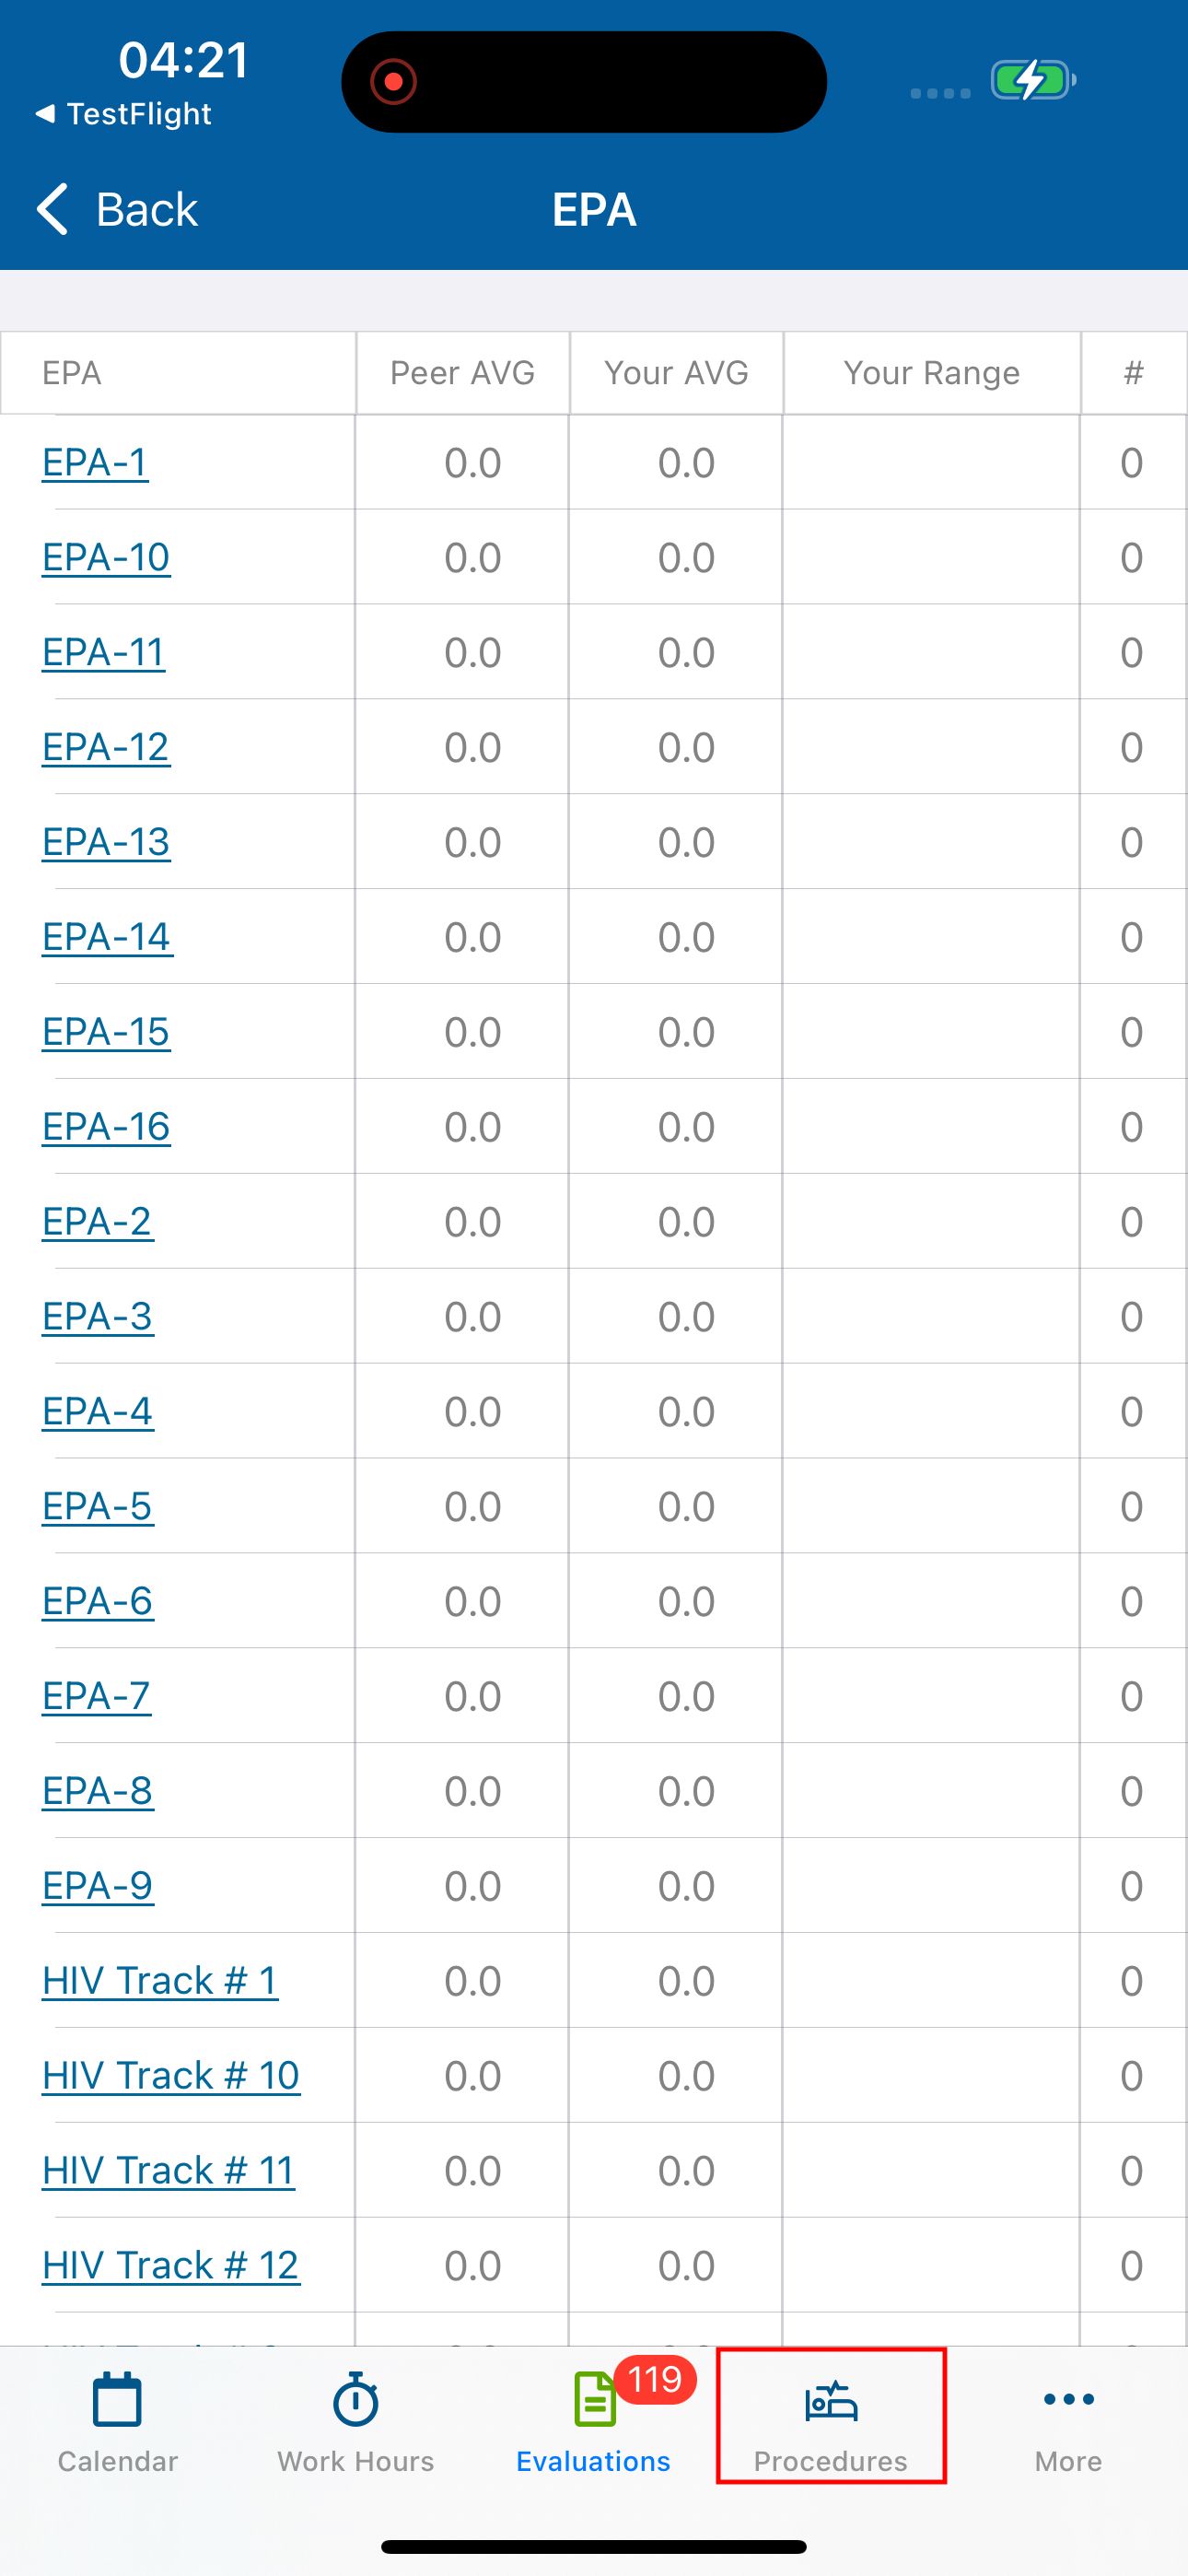 04:21
TestFlight
Back
EPA
EPA Peer AVG Your AVG Your Range #
EPA-1 0.0 0.0 0
EPA-10 0.0 0.0 0
EPA-11 0.0 0.0 0
EPA-12 0.0 0.0 0
EPA-13 0.0 0.0 0
EPA-14 0.0 0.0 0
EPA-15 0.0 0.0 0
EPA-16 0.0 0.0 0
EPA-2 0.0 0.0 0
EPA-3 0.0 0.0 0
EPA-4 0.0 0.0 0
EPA-5 0.0 0.0 0
EPA-6 0.0 0.0 0
EPA-7 0.0 0.0 0
EPA-8 0.0 0.0 0
EPA-9 0.0 0.0 0
HIV Track # 1 0.0 0.0 0
HIV Track # 10 0.0 0.0 0
HIV Track # 11 0.0 0.0 0
HIV Track # 12 0.0 0.0 0
119
Calendar Work Hours Evaluations Procedures More